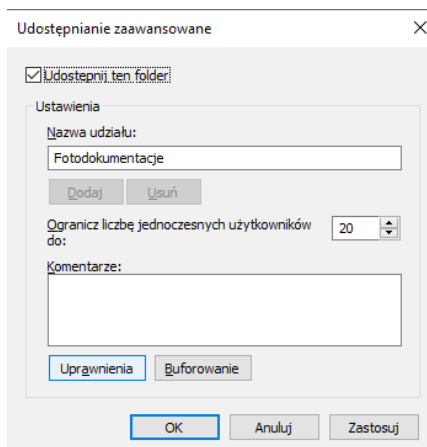 Udostępnianie zaawansowane
Udostępnij ten folder
Ustawienia
Nazwa udziału:
Fotodokumentacje
Dodaj Usuń
Ogranicz liczbę jednoczesnych użytkowników
do:
20
Komentarze:
Uprawnienia Buforowanie
OK Anuluj Zastosuj